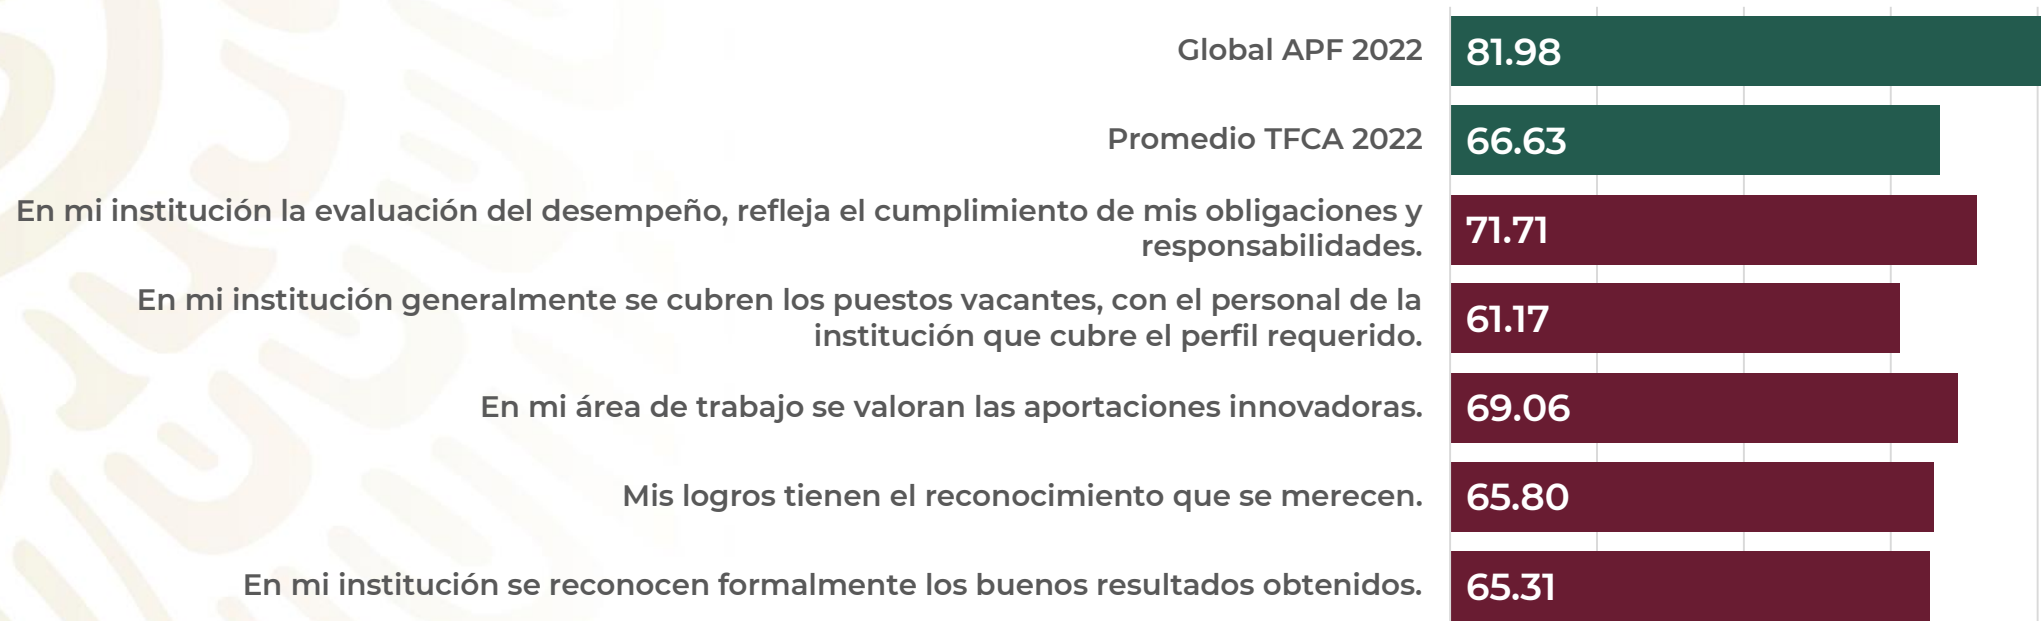 Global APF 2022 81.98
Promedio TFCA 2022 66.63
En mi institución la evaluación del desempeño, refleja el cumplimiento de mis obligaciones y
responsabilidades. 71.71
En mi institución generalmente se cubren los puestos vacantes, con el personal de la
institución que cubre el perfil requerido. 61.17
En mi área de trabajo se valoran las aportaciones innovadoras. 69.06
Mis logros tienen el reconocimiento que se merecen. 65.80
En mi institución se reconocen formalmente los buenos resultados obtenidos. 65.31